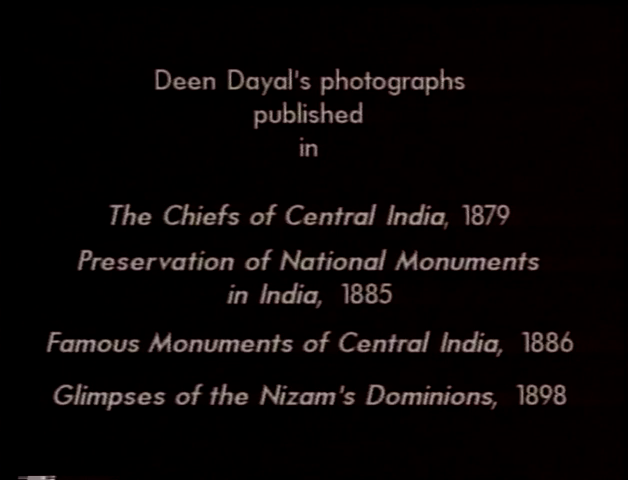 Deen Dayal's photographs
published
in
The Chiefs of Central India, 1879
Preservation of National Monuments
in India, 1885
Famous Monuments of Central India, 1886
Glimpses of the Nizam's Dominions, 1898